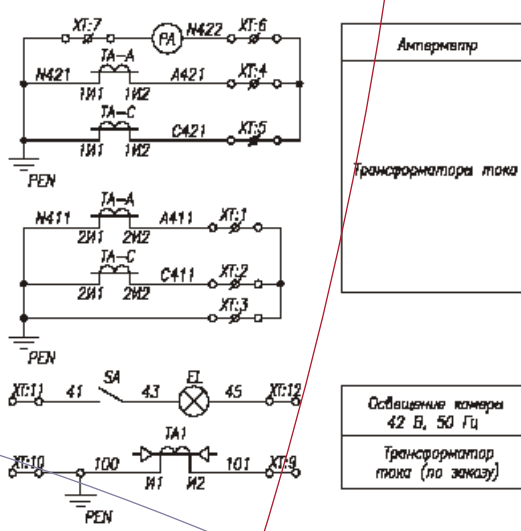 XT:7 PA N422 XT:6
Амперметр
N421 TA-A A421 XT:4
1И1 1И2
TA-C C421 XT:5
1И1 1И2
PEN
Трансформаторы тока
N411 TA-A A411 XT:1
2И1 2И2
TA-C C411 XT:2
2И1 2И2
XT:3
PEN
XT:11 41 SA 43 EL 45 XT:12
Освещение камеры
42 В, 50 Гц
TA1
XT:10 100 101 XT:9
И1 И2
PEN
Трансформатор
тока (по заказу)